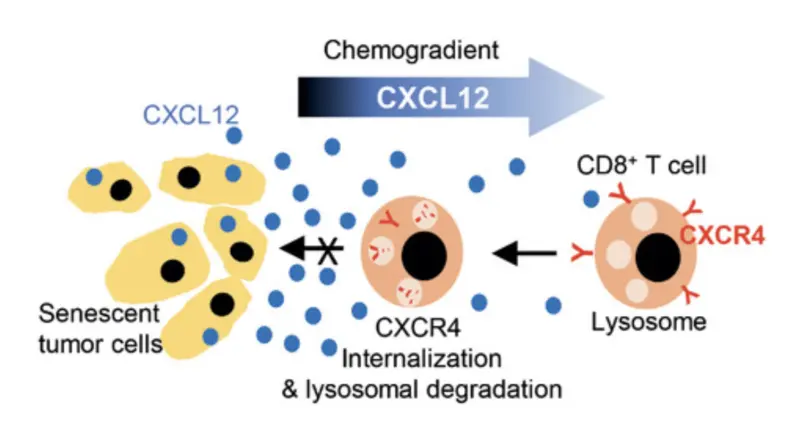 Chemogradient
CXCL12
CXCL12
CD8⁺ T cell
CXCR4
Senescent
tumor cells
CXCR4
Internalization
& lysosomal degradation
Lysosome